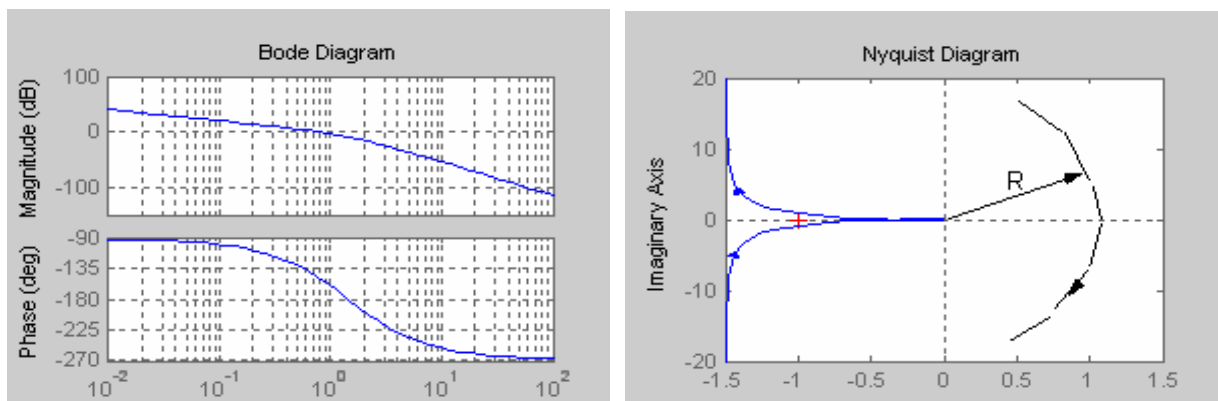 Bode Diagram
Magnitude (dB)
100
0
-100
Phase (deg)
-90
-135
-180
-225
-270
10^-2 10^-1 10^0 10^1 10^2
Nyquist Diagram
Imaginary Axis
20
10
0
-10
-20
R
-1.5 -1 -0.5 0 0.5 1 1.5